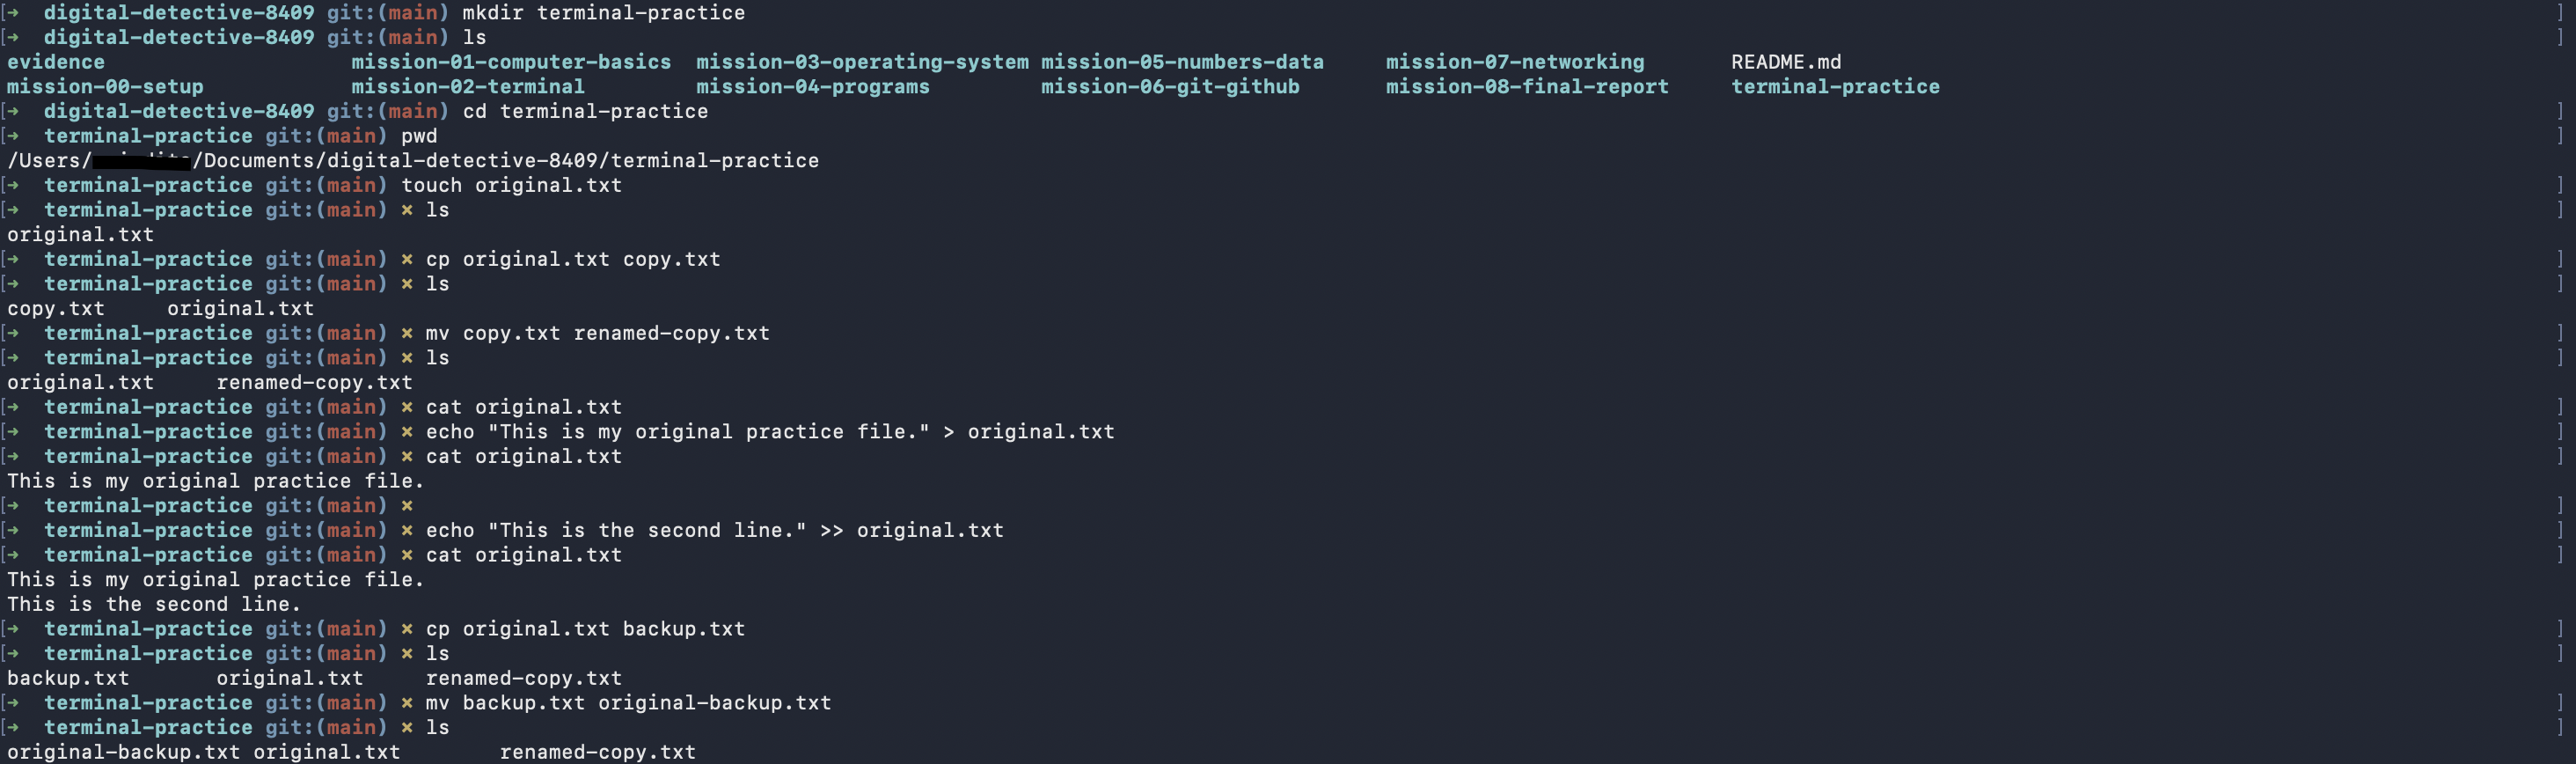 [→  digital-detective-8409 git:(main) mkdir terminal-practice ]
[→  digital-detective-8409 git:(main) ls ]
evidence mission-01-computer-basics mission-03-operating-system mission-05-numbers-data mission-07-networking README.md
mission-00-setup mission-02-terminal mission-04-programs mission-06-git-github mission-08-final-report terminal-practice
[→  digital-detective-8409 git:(main) cd terminal-practice ]
[→  terminal-practice git:(main) pwd ]
/Users/ /Documents/digital-detective-8409/terminal-practice
[→  terminal-practice git:(main) touch original.txt ]
[→  terminal-practice git:(main) × ls ]
original.txt
[→  terminal-practice git:(main) × cp original.txt copy.txt ]
[→  terminal-practice git:(main) × ls ]
copy.txt original.txt
[→  terminal-practice git:(main) × mv copy.txt renamed-copy.txt ]
[→  terminal-practice git:(main) × ls ]
original.txt renamed-copy.txt
[→  terminal-practice git:(main) × cat original.txt ]
[→  terminal-practice git:(main) × echo "This is my original practice file." > original.txt ]
[→  terminal-practice git:(main) × cat original.txt ]
This is my original practice file.
[→  terminal-practice git:(main) × ]
[→  terminal-practice git:(main) × echo "This is the second line." >> original.txt ]
[→  terminal-practice git:(main) × cat original.txt ]
This is my original practice file.
This is the second line.
[→  terminal-practice git:(main) × cp original.txt backup.txt ]
[→  terminal-practice git:(main) × ls ]
backup.txt original.txt renamed-copy.txt
[→  terminal-practice git:(main) × mv backup.txt original-backup.txt ]
[→  terminal-practice git:(main) × ls ]
original-backup.txt original.txt renamed-copy.txt